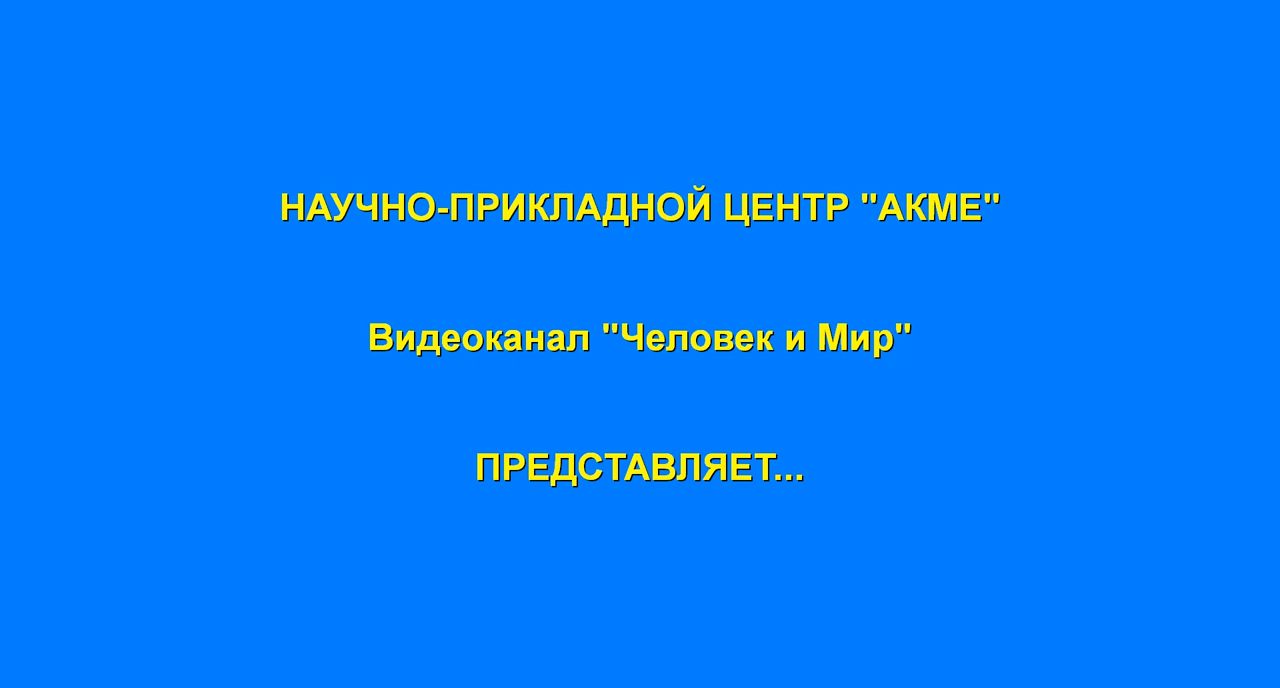 НАУЧНО-ПРИКЛАДНОЙ ЦЕНТР "АКМЕ"
Видеоканал "Человек и Мир"
ПРЕДСТАВЛЯЕТ...